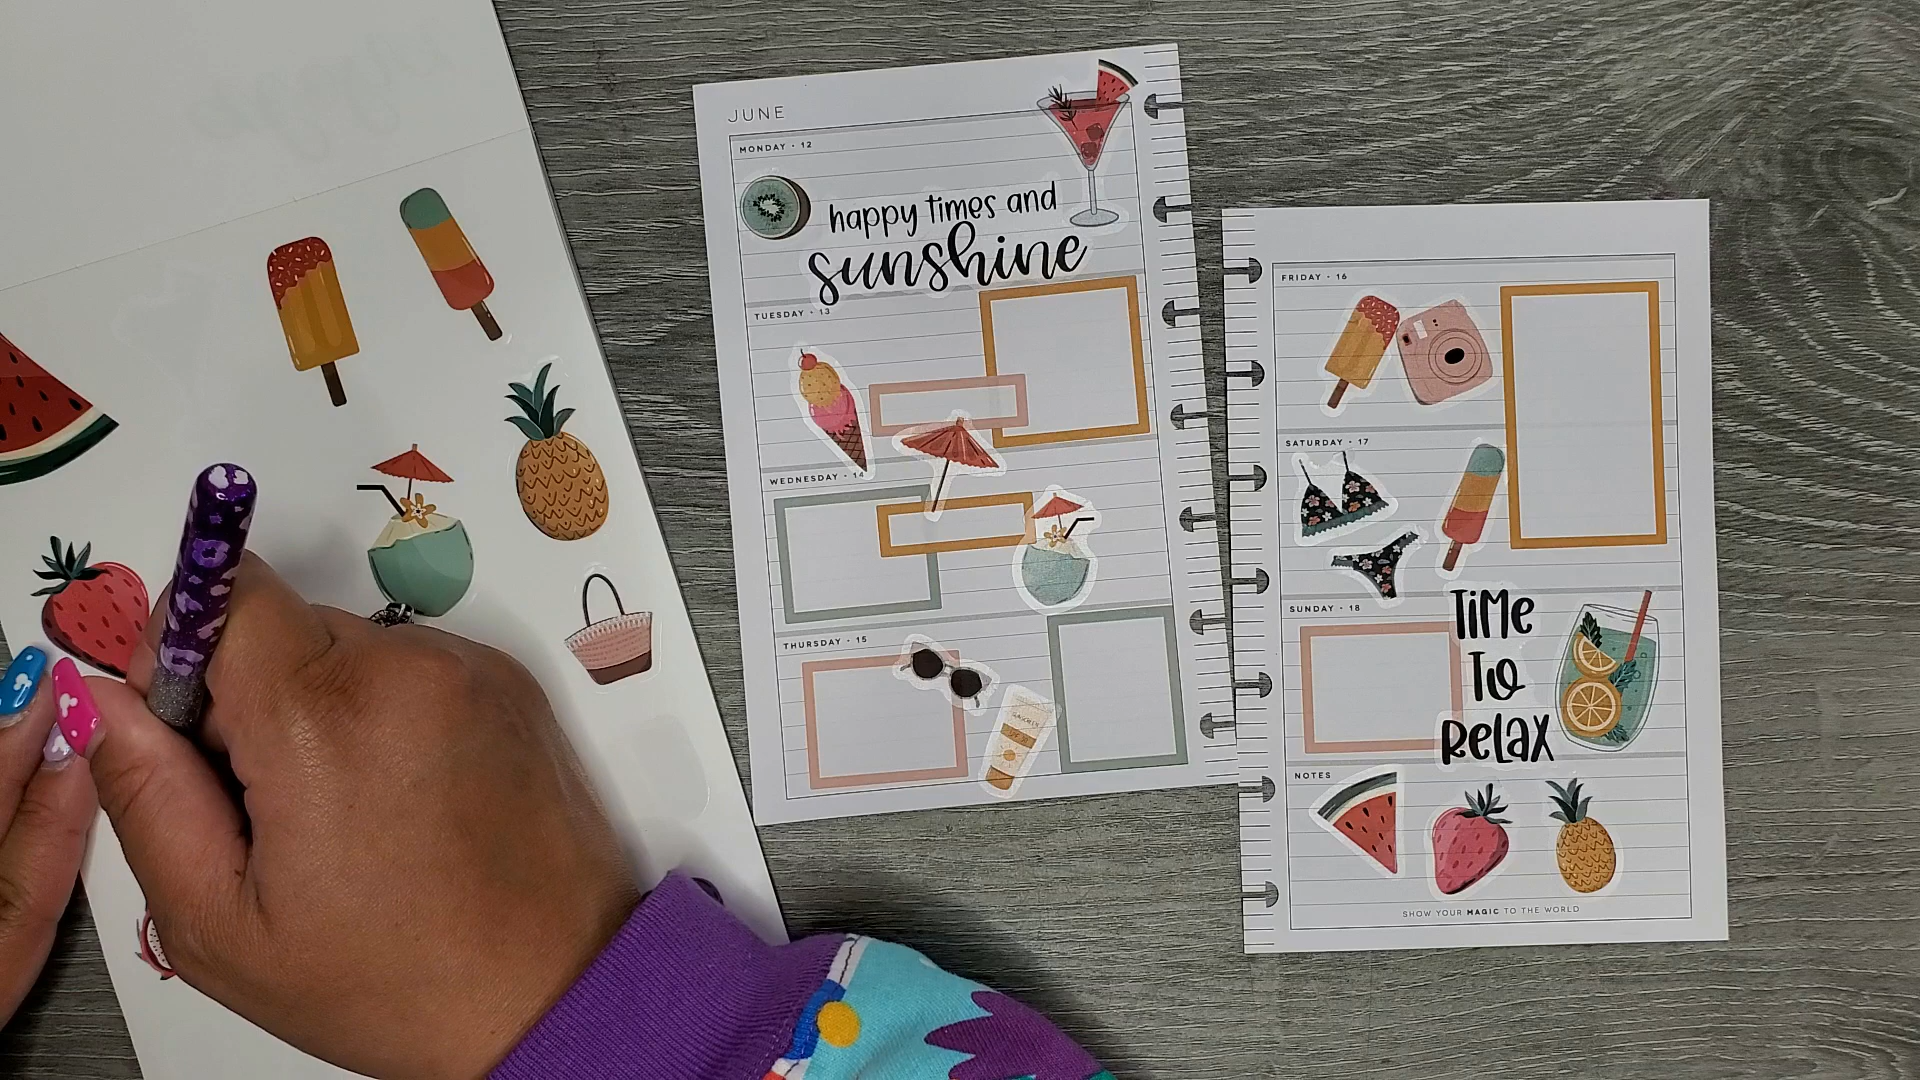 JUNE
MONDAY • 12
happy times and
sunshine
TUESDAY • 13
WEDNESDAY • 14
THURSDAY • 15
FRIDAY • 16
SATURDAY • 17
SUNDAY • 18
TiMe
To
Relax
NOTES
SHOW YOUR MAGIC TO THE WORLD